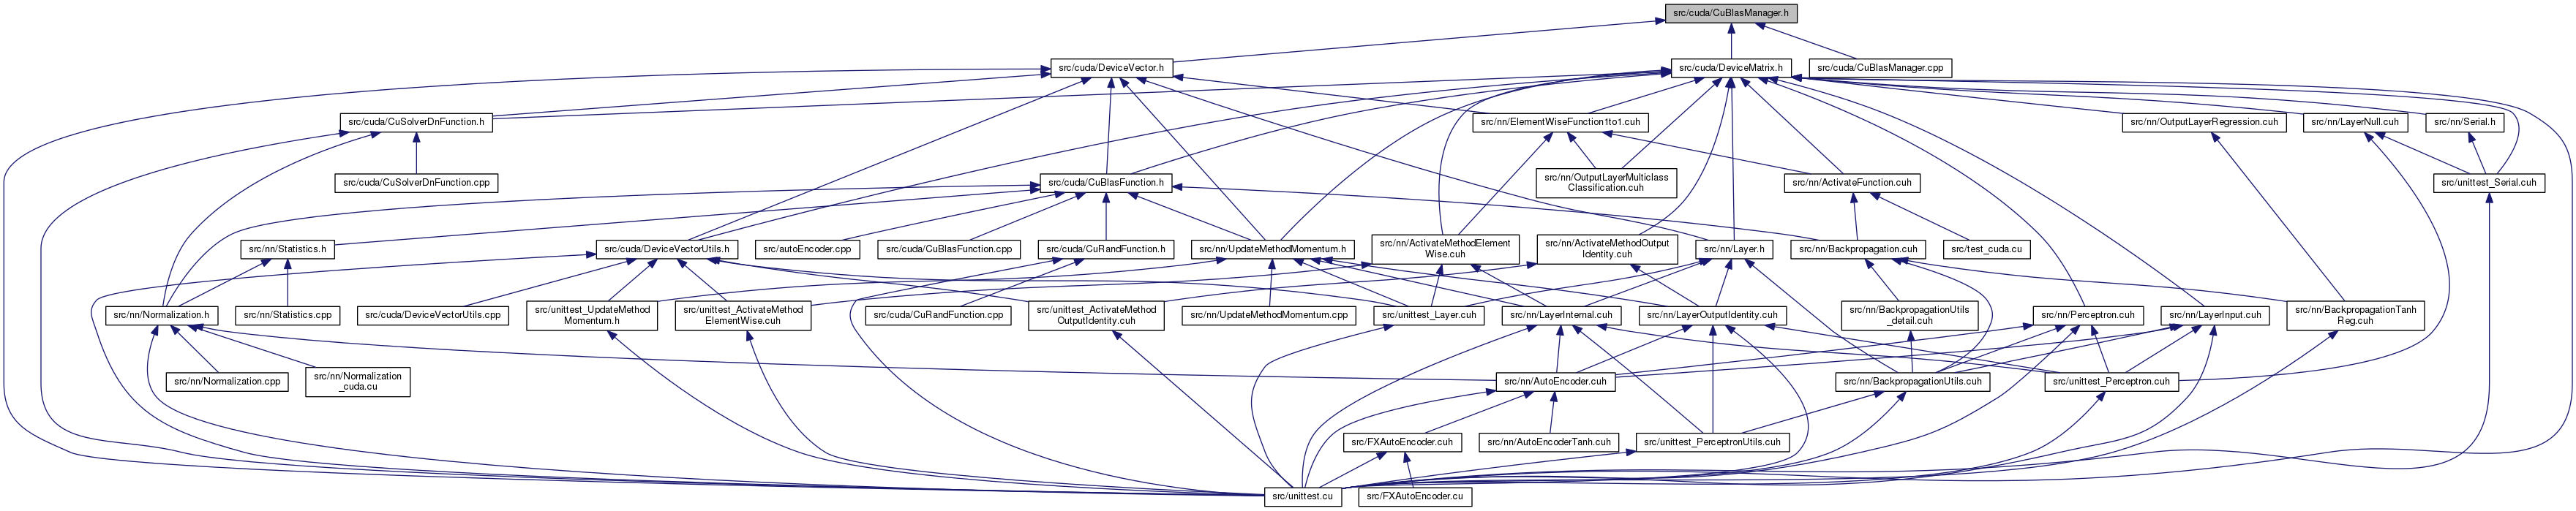 src/cuda/CuBlasManager.h
src/cuda/DeviceVector.h
src/cuda/DeviceMatrix.h
src/cuda/CuBlasManager.cpp
src/cuda/CuSolverDnFunction.h
src/nn/ElementWiseFunction1to1.cuh
src/nn/OutputLayerRegression.cuh
src/nn/LayerNull.cuh
src/nn/Serial.h
src/cuda/CuSolverDnFunction.cpp
src/cuda/CuBlasFunction.h
src/nn/OutputLayerMulticlass
Classification.cuh
src/nn/ActivateFunction.cuh
src/unittest_Serial.cuh
src/nn/Statistics.h
src/cuda/DeviceVectorUtils.h
src/autoEncoder.cpp
src/cuda/CuBlasFunction.cpp
src/cuda/CuRandFunction.h
src/nn/UpdateMethodMomentum.h
src/nn/ActivateMethodElement
Wise.cuh
src/nn/ActivateMethodOutput
Identity.cuh
src/nn/Layer.h
src/nn/Backpropagation.cuh
src/test_cuda.cu
src/nn/Normalization.h
src/nn/Statistics.cpp
src/cuda/DeviceVectorUtils.cpp
src/unittest_UpdateMethod
Momentum.h
src/unittest_ActivateMethod
ElementWise.cuh
src/cuda/CuRandFunction.cpp
src/unittest_ActivateMethod
OutputIdentity.cuh
src/nn/UpdateMethodMomentum.cpp
src/unittest_Layer.cuh
src/nn/LayerInternal.cuh
src/nn/LayerOutputIdentity.cuh
src/nn/BackpropagationUtils
_detail.cuh
src/nn/Perceptron.cuh
src/nn/LayerInput.cuh
src/nn/BackpropagationTanh
Reg.cuh
src/nn/Normalization.cpp
src/nn/Normalization
_cuda.cu
src/nn/AutoEncoder.cuh
src/nn/BackpropagationUtils.cuh
src/unittest_Perceptron.cuh
src/FXAutoEncoder.cuh
src/nn/AutoEncoderTanh.cuh
src/unittest_PerceptronUtils.cuh
src/unittest.cu
src/FXAutoEncoder.cu